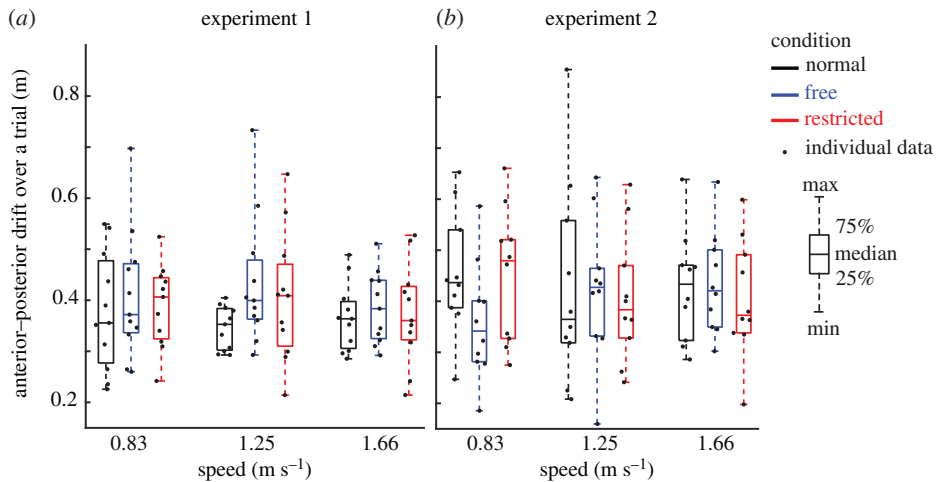 (a) experiment 1
(b) experiment 2
anterior–posterior drift over a trial (m)
0.8
0.6
0.4
0.2
0.83 1.25 1.66
speed (m s⁻¹)
0.83 1.25 1.66
speed (m s⁻¹)
condition
normal
free
restricted
individual data
max
75%
median
25%
min